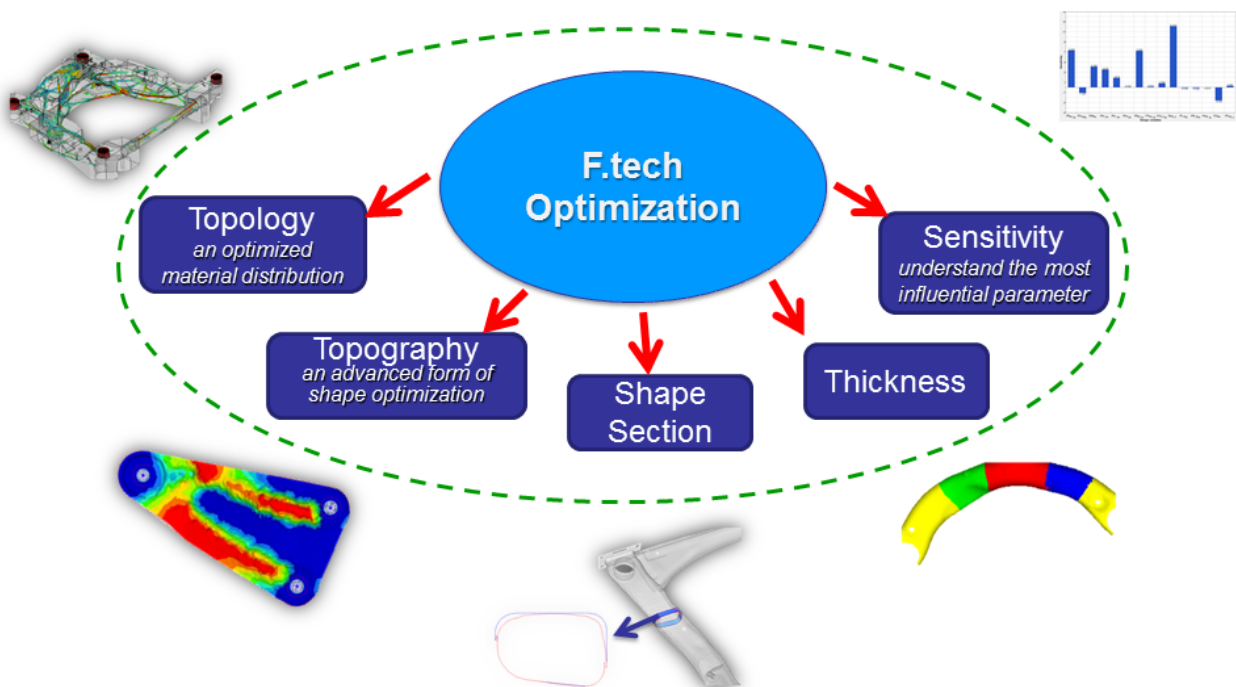 F.tech
Optimization
Topology
an optimized
material distribution
Sensitivity
understand the most
influential parameter
Topography
an advanced form of
shape optimization
Shape
Section
Thickness